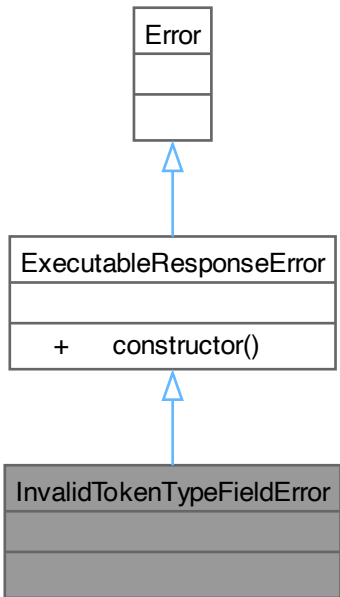 Error
ExecutableResponseError
+ constructor()
InvalidTokenTypeFieldError